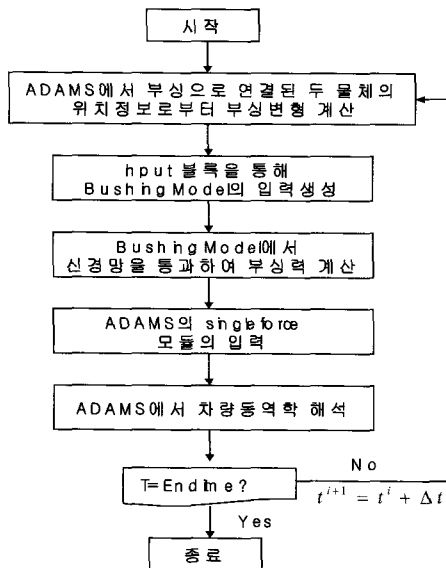 시작
ADAMS에서 부싱으로 연결된 두 물체의
위치정보로부터 부싱변형 계산
hput 블록을 통해
Bushing Model의 입력생성
Bushing Model에서
신경망을 통과하여 부싱력 계산
ADAMS의 singleforce
모듈의 입력
ADAMS에서 차량동역학 해석
T=Endtime?
No
t^{i+1} = t^i + Δt
Yes
종료